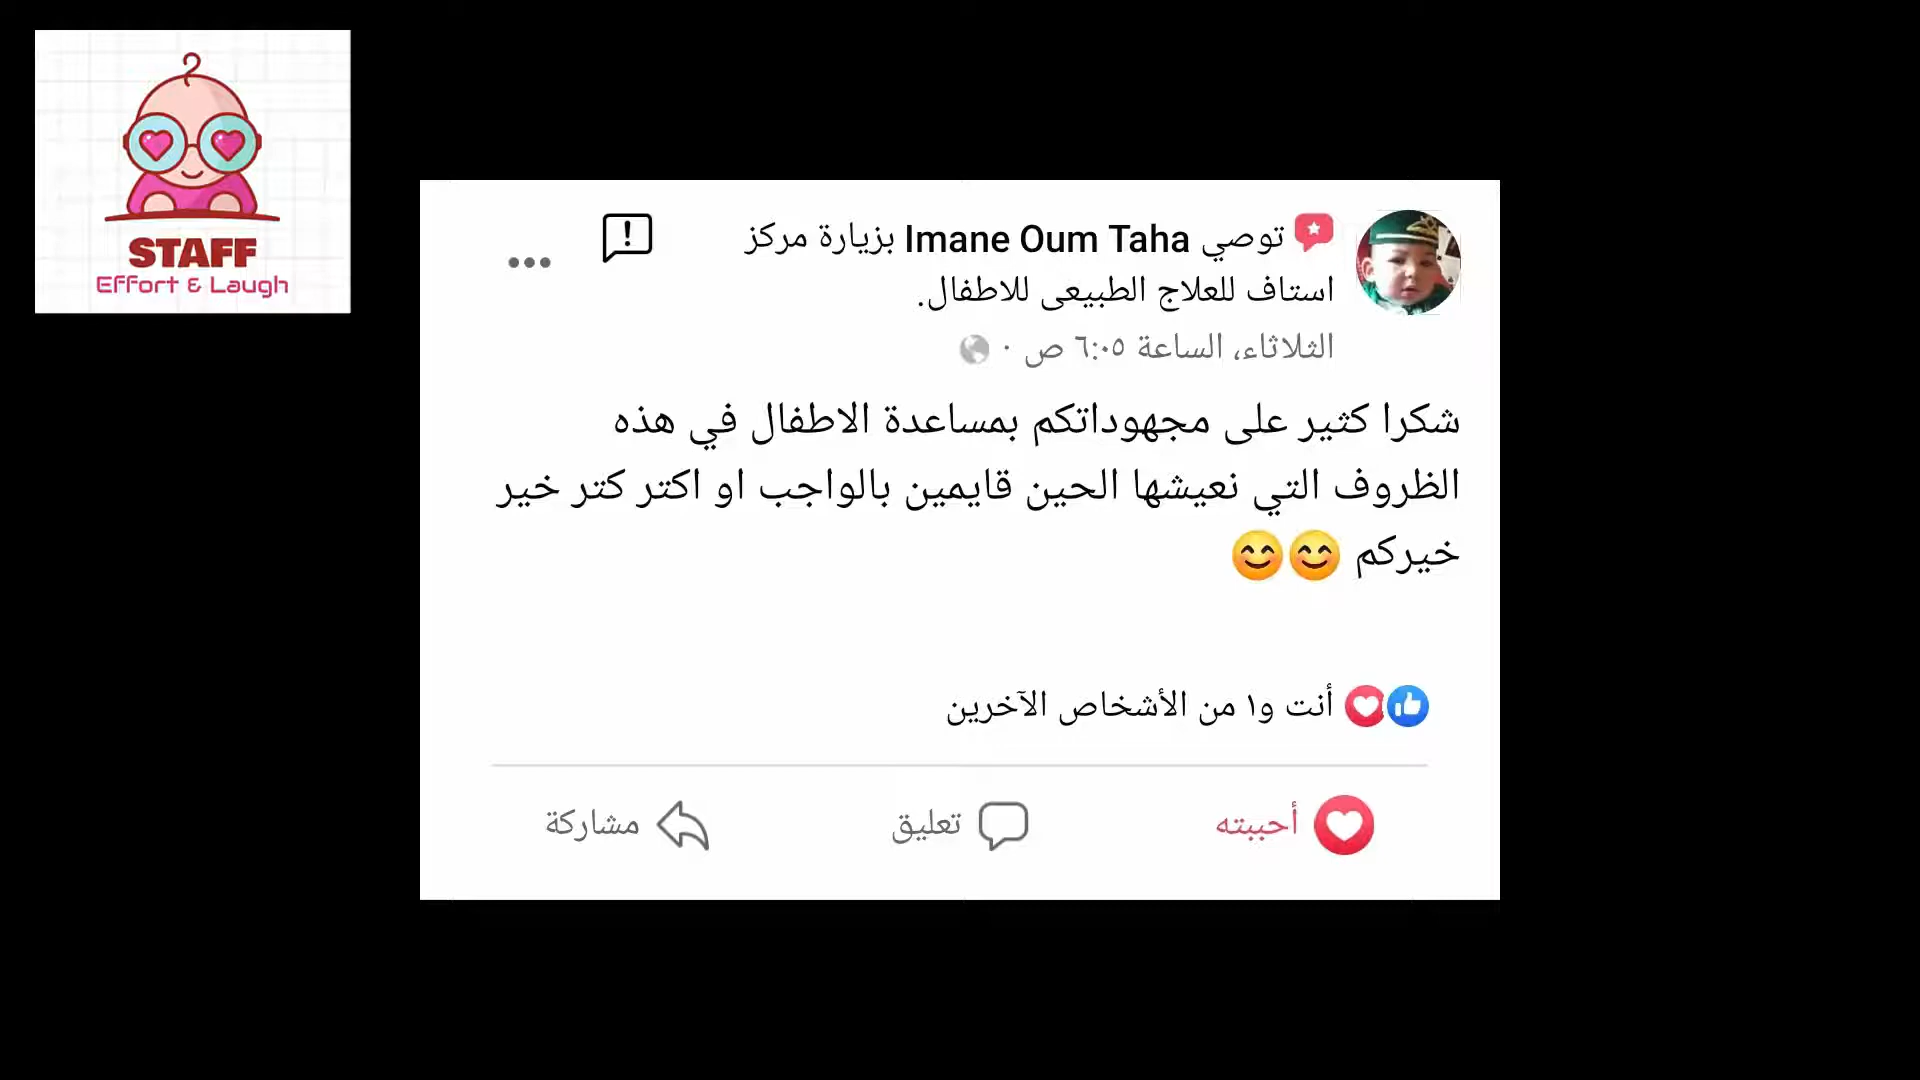 STAFF
Effort & Laugh
توصي Imane Oum Taha بزيارة مركز
استاف للعلاج الطبيعى للاطفال.
الثلاثاء، الساعة ٦:٠٥ ص ·
شكرا كثير على مجهوداتكم بمساعدة الاطفال في هذه
الظروف التي نعيشها الحين قايمين بالواجب او اكتر كتر خير
خيركم 😊😊
أنت و١ من الأشخاص الآخرين
أحببته تعليق مشاركة